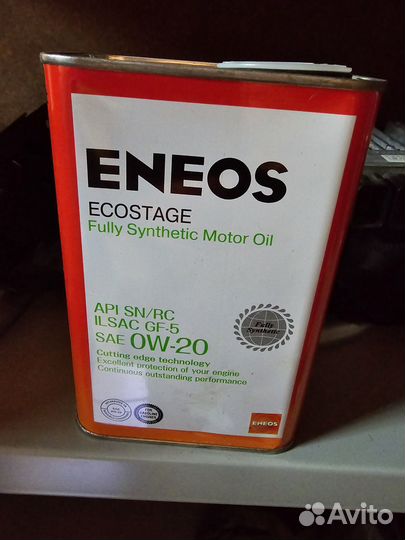 ENEOS
ECOSTAGE
Fully Synthetic Motor Oil
API SN/RC
ILSAC GF-5
SAE 0W-20
Cutting edge technology
Excellent protection of your engine
Continuous outstanding performance
Fully
Synthetic
ENEOS
Avito